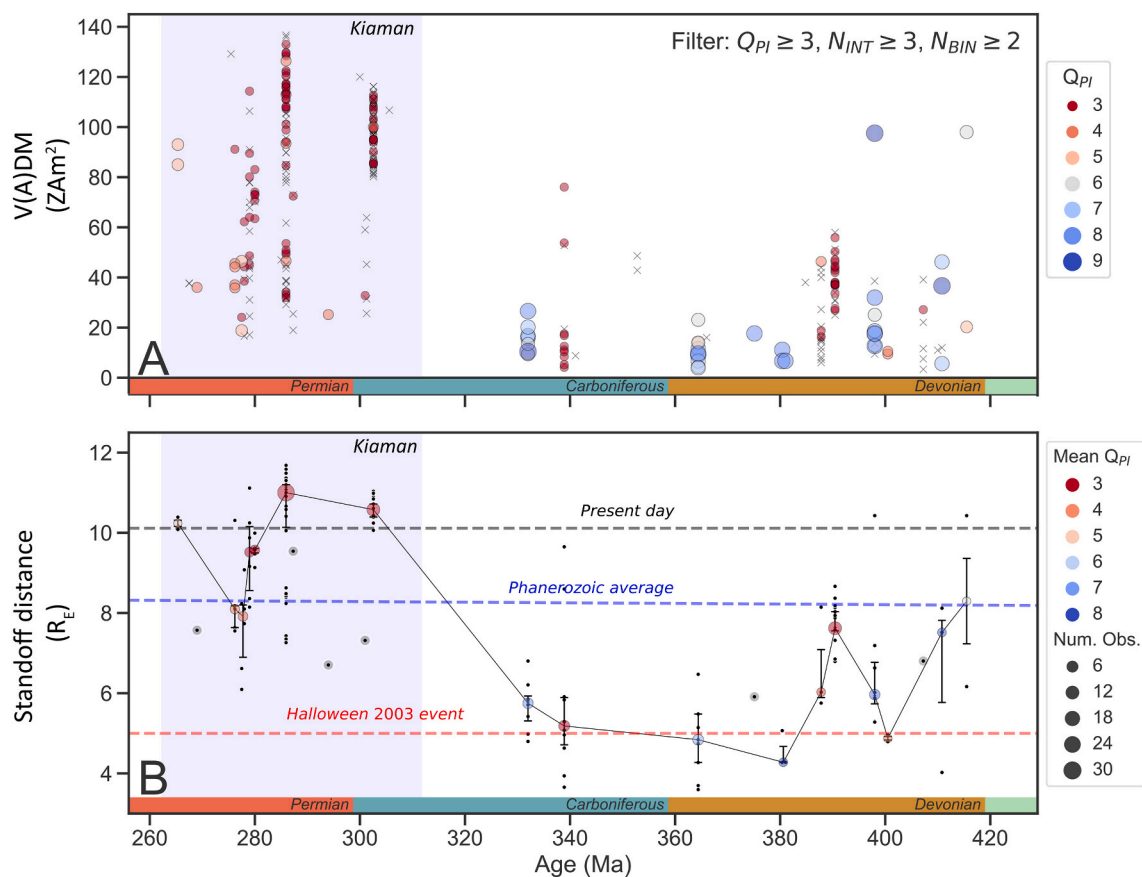 140
120
100
80
60
40
20
0
V(A)DM
(ZAm²)
Kiaman
Filter: Q_PI ≥ 3, N_INT ≥ 3, N_BIN ≥ 2
A
Permian
Carboniferous
Devonian
Q_PI
3
4
5
6
7
8
9
12
10
8
6
4
Standoff distance
(R_E)
Kiaman
Present day
Phanerozoic average
Halloween 2003 event
B
Permian
Carboniferous
Devonian
260
280
300
320
340
360
380
400
420
Age (Ma)
Mean Q_PI
3
4
5
6
7
8
Num. Obs.
6
12
18
24
30